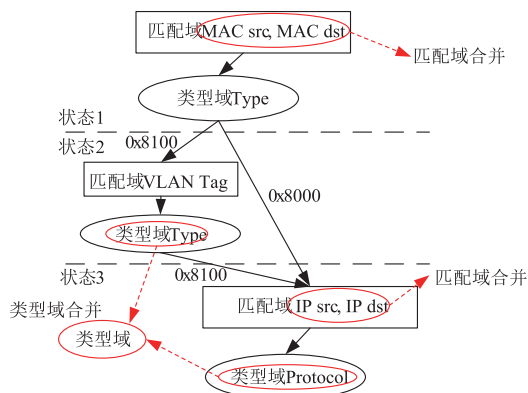 匹配域MAC src, MAC dst
匹配域合并
类型域Type
状态1
状态2
0x8100
匹配域VLAN Tag
0x8000
类型域Type
状态3
0x8100
匹配域合并
类型域合并
匹配域IP src, IP dst
类型域
类型域Protocol